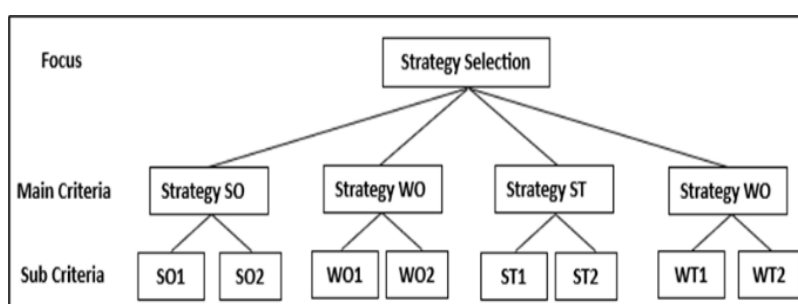 Focus
Strategy Selection
Main Criteria
Strategy SO
Strategy WO
Strategy ST
Strategy WO
Sub Criteria
SO1
SO2
WO1
WO2
ST1
ST2
WT1
WT2